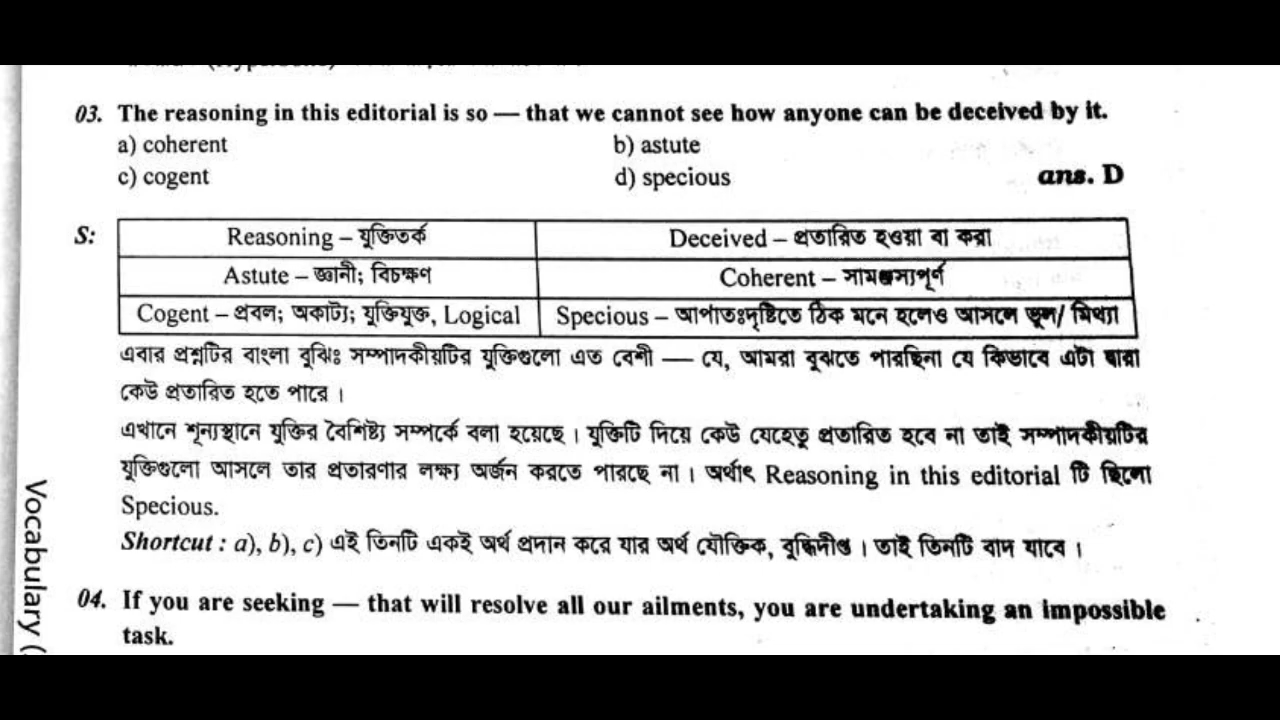 03. The reasoning in this editorial is so — that we cannot see how anyone can be deceived by it.
a) coherent b) astute
c) cogent d) specious ans. D
S: Reasoning – যুক্তিতর্ক Deceived – প্রতারিত হওয়া বা করা
Astute – জ্ঞানী; বিচক্ষণ Coherent – সামঞ্জস্যপূর্ণ
Cogent – প্রবল; অকাট্য; যুক্তিযুক্ত, Logical Specious – আপাতঃদৃষ্টিতে ঠিক মনে হলেও আসলে ভুল/ মিথ্যা
এবার প্রশ্নটির বাংলা বুঝিঃ সম্পাদকীয়টির যুক্তিগুলো এত বেশী — যে, আমরা বুঝতে পারছিনা যে কিভাবে এটা দ্বারা
কেউ প্রতারিত হতে পারে।
এখানে শূন্যস্থানে যুক্তির বৈশিষ্ট্য সম্পর্কে বলা হয়েছে। যুক্তিটি দিয়ে কেউ যেহেতু প্রতারিত হবে না তাই সম্পাদকীয়টির
যুক্তিগুলো আসলে তার প্রতারণার লক্ষ্য অর্জন করতে পারছে না। অর্থাৎ Reasoning in this editorial টি ছিলো
Specious.
Shortcut : a), b), c) এই তিনটি একই অর্থ প্রদান করে যার অর্থ যৌক্তিক, বুদ্ধিদীপ্ত। তাই তিনটি বাদ যাবে।
04. If you are seeking — that will resolve all our ailments, you are undertaking an impossible
task.
Vocabulary (